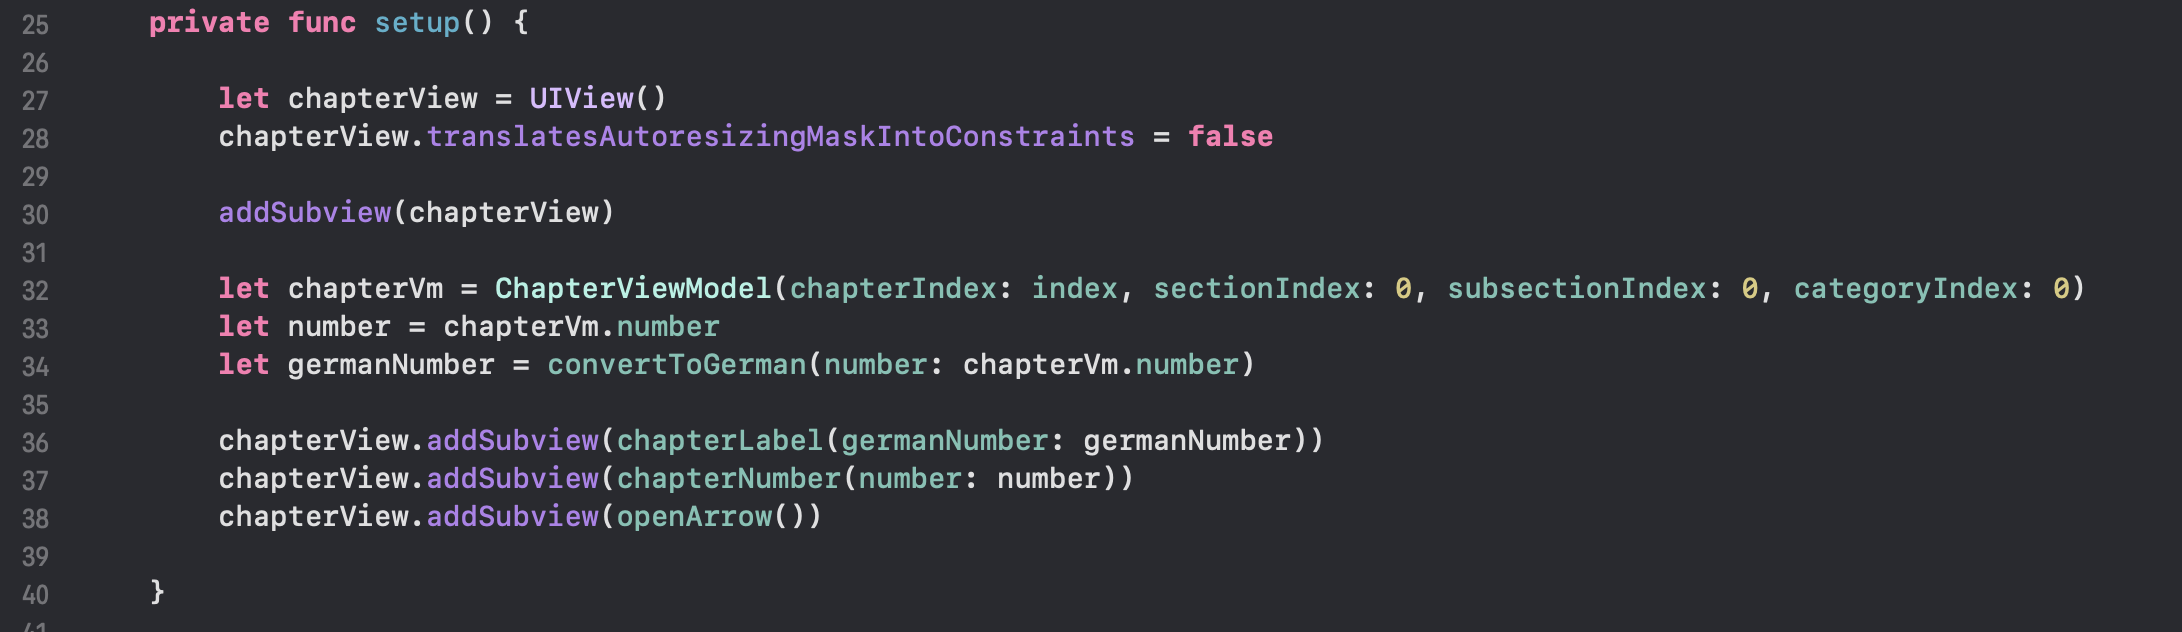 25 private func setup() {
26
27 let chapterView = UIView()
28 chapterView.translatesAutoresizingMaskIntoConstraints = false
29
30 addSubview(chapterView)
31
32 let chapterVm = ChapterViewModel(chapterIndex: index, sectionIndex: 0, subsectionIndex: 0, categoryIndex: 0)
33 let number = chapterVm.number
34 let germanNumber = convertToGerman(number: chapterVm.number)
35
36 chapterView.addSubview(chapterLabel(germanNumber: germanNumber))
37 chapterView.addSubview(chapterNumber(number: number))
38 chapterView.addSubview(openArrow())
39
40 }
41